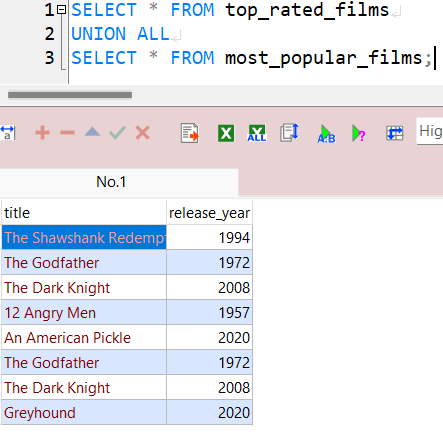 1 SELECT * FROM top_rated_films
2 UNION ALL
3 SELECT * FROM most_popular_films;
a A.B ? Hig
ALL
No.1
title release_year
The Shawshank Redempt 1994
The Godfather 1972
The Dark Knight 2008
12 Angry Men 1957
An American Pickle 2020
The Godfather 1972
The Dark Knight 2008
Greyhound 2020